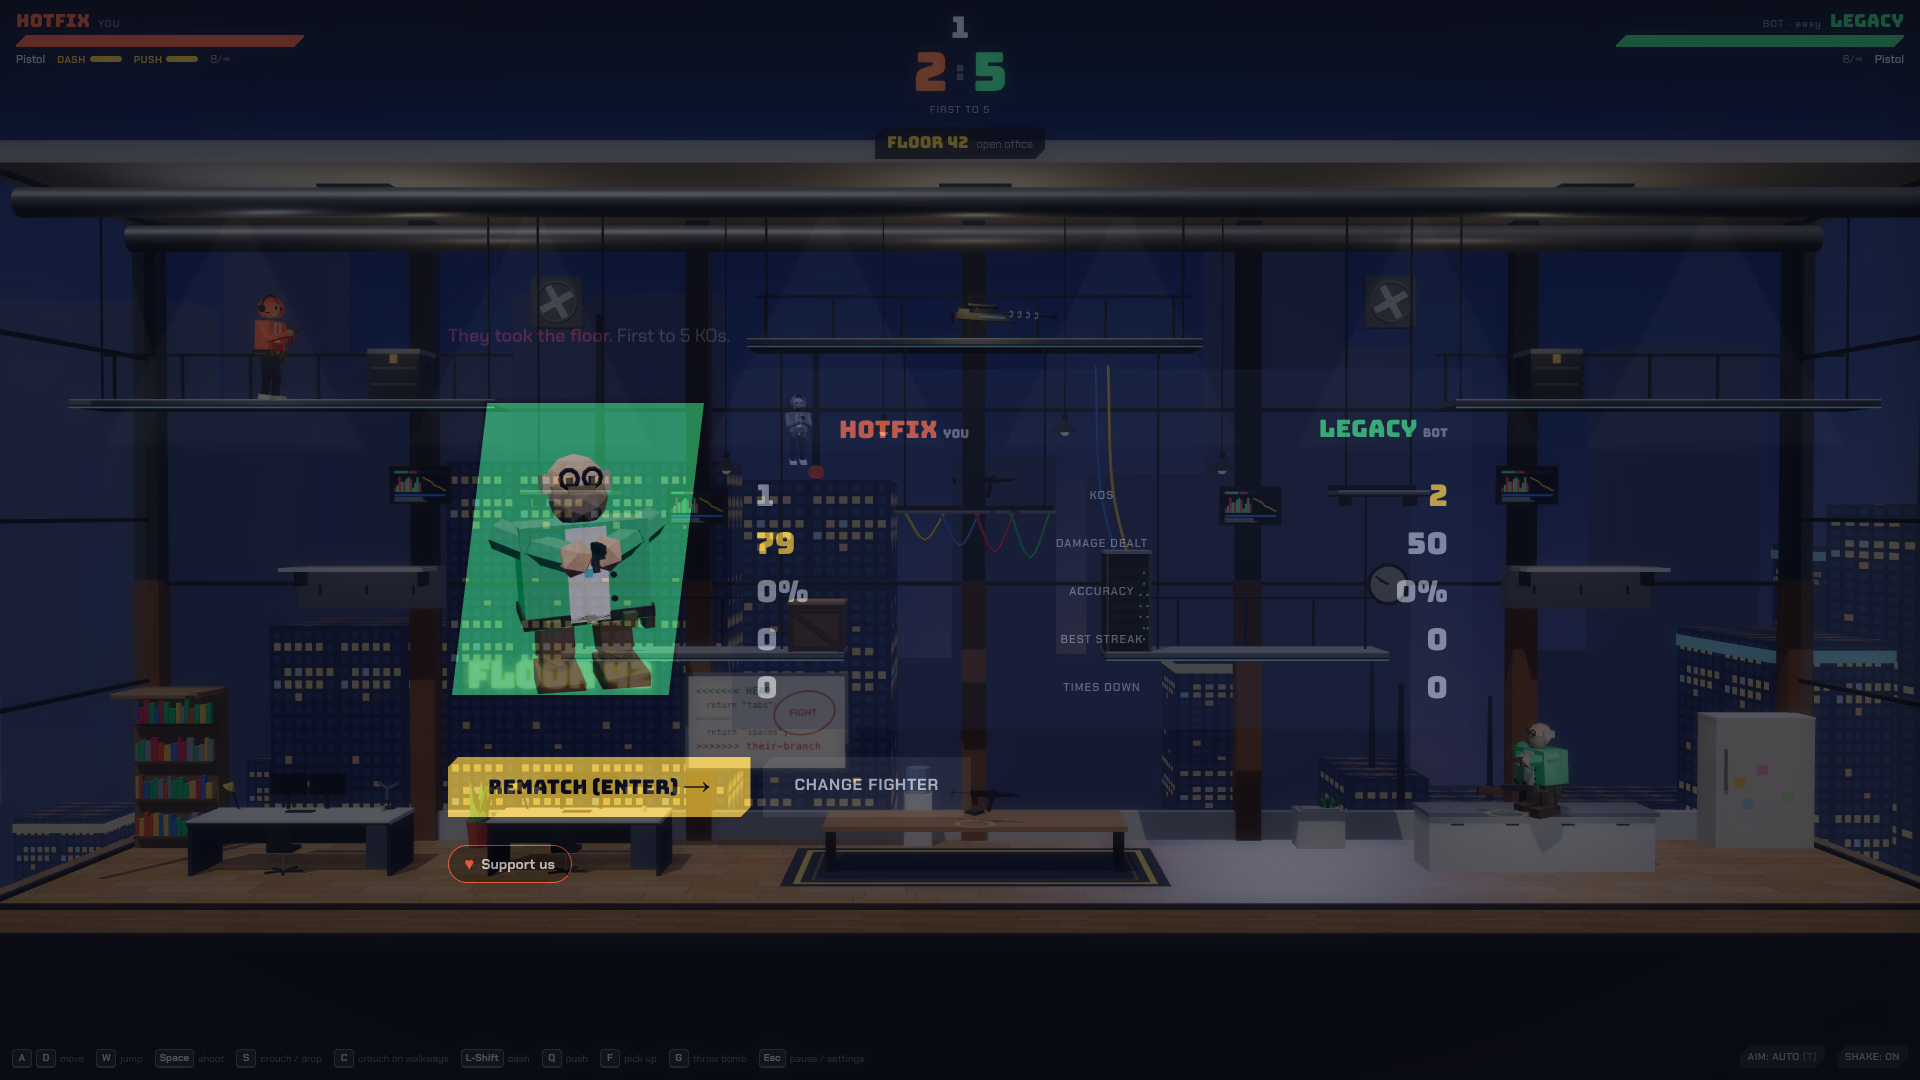 HOTFIX YOU
Pistol DASH PUSH 8/∞
1
2 : 5
FIRST TO 5
FLOOR 42 open office
BOT · easy LEGACY
8/∞ Pistol
They took the floor. First to 5 KOs.
HOTFIX YOU
LEGACY BOT
1 KOS 2
79 DAMAGE DEALT 50
0% ACCURACY 0%
0 BEST STREAK 0
0 TIMES DOWN 0
FLOOR 42
<<<<<<< HEAD
return "tabs";
=======
return "spaces";
>>>>>>> their-branch
FIGHT
REMATCH (ENTER) →
CHANGE FIGHTER
♥ Support us
A D move W jump Space shoot S crouch / drop C crouch on walkways L-Shift dash Q push F pick up G throw bomb Esc pause / settings
AIM: AUTO (T) SHAKE: ON